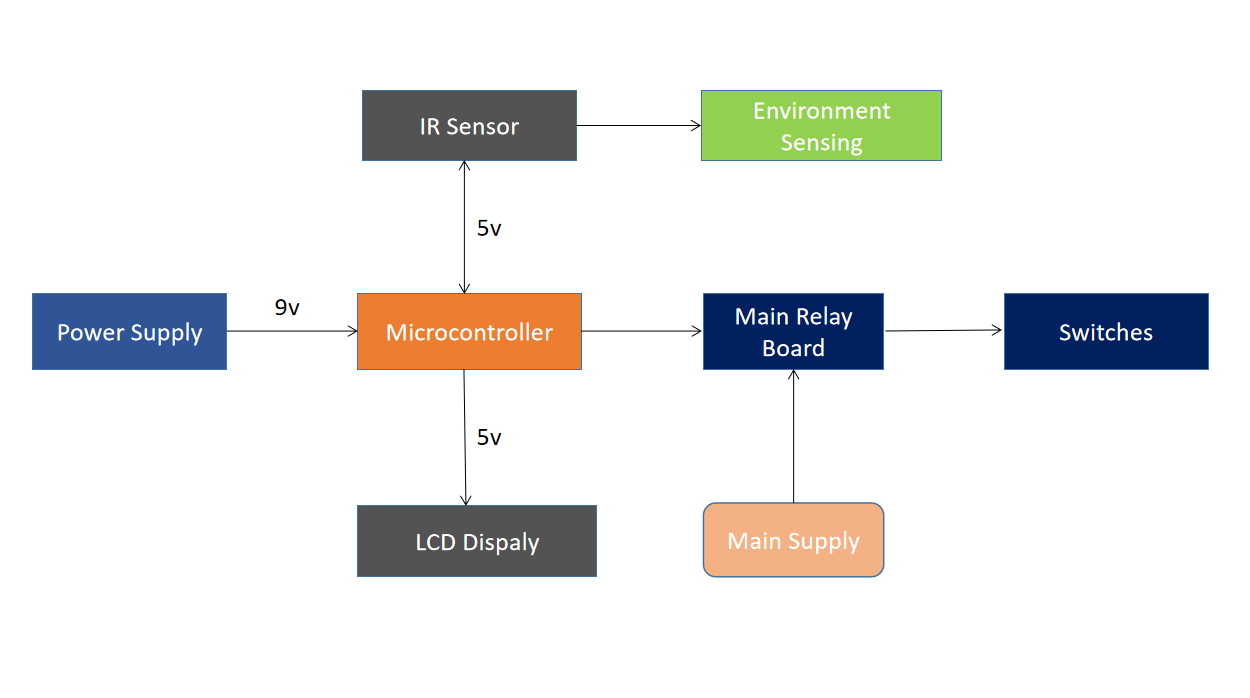 IR Sensor
Environment
Sensing
5v
Power Supply
9v
Microcontroller
Main Relay
Board
Switches
5v
LCD Dispaly
Main Supply